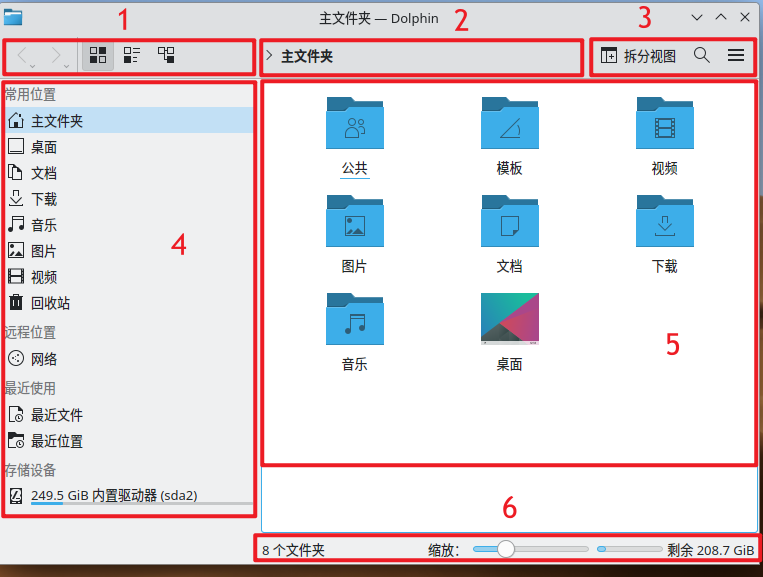 主文件夹 — Dolphin
1
2
3
主文件夹
拆分视图
常用位置
主文件夹
桌面
文档
下载
音乐
图片
视频
回收站
远程位置
网络
最近使用
最近文件
最近位置
存储设备
249.5 GiB 内置驱动器 (sda2)
4
公共
模板
视频
图片
文档
下载
音乐
桌面
5
6
8 个文件夹
缩放：
剩余 208.7 GiB